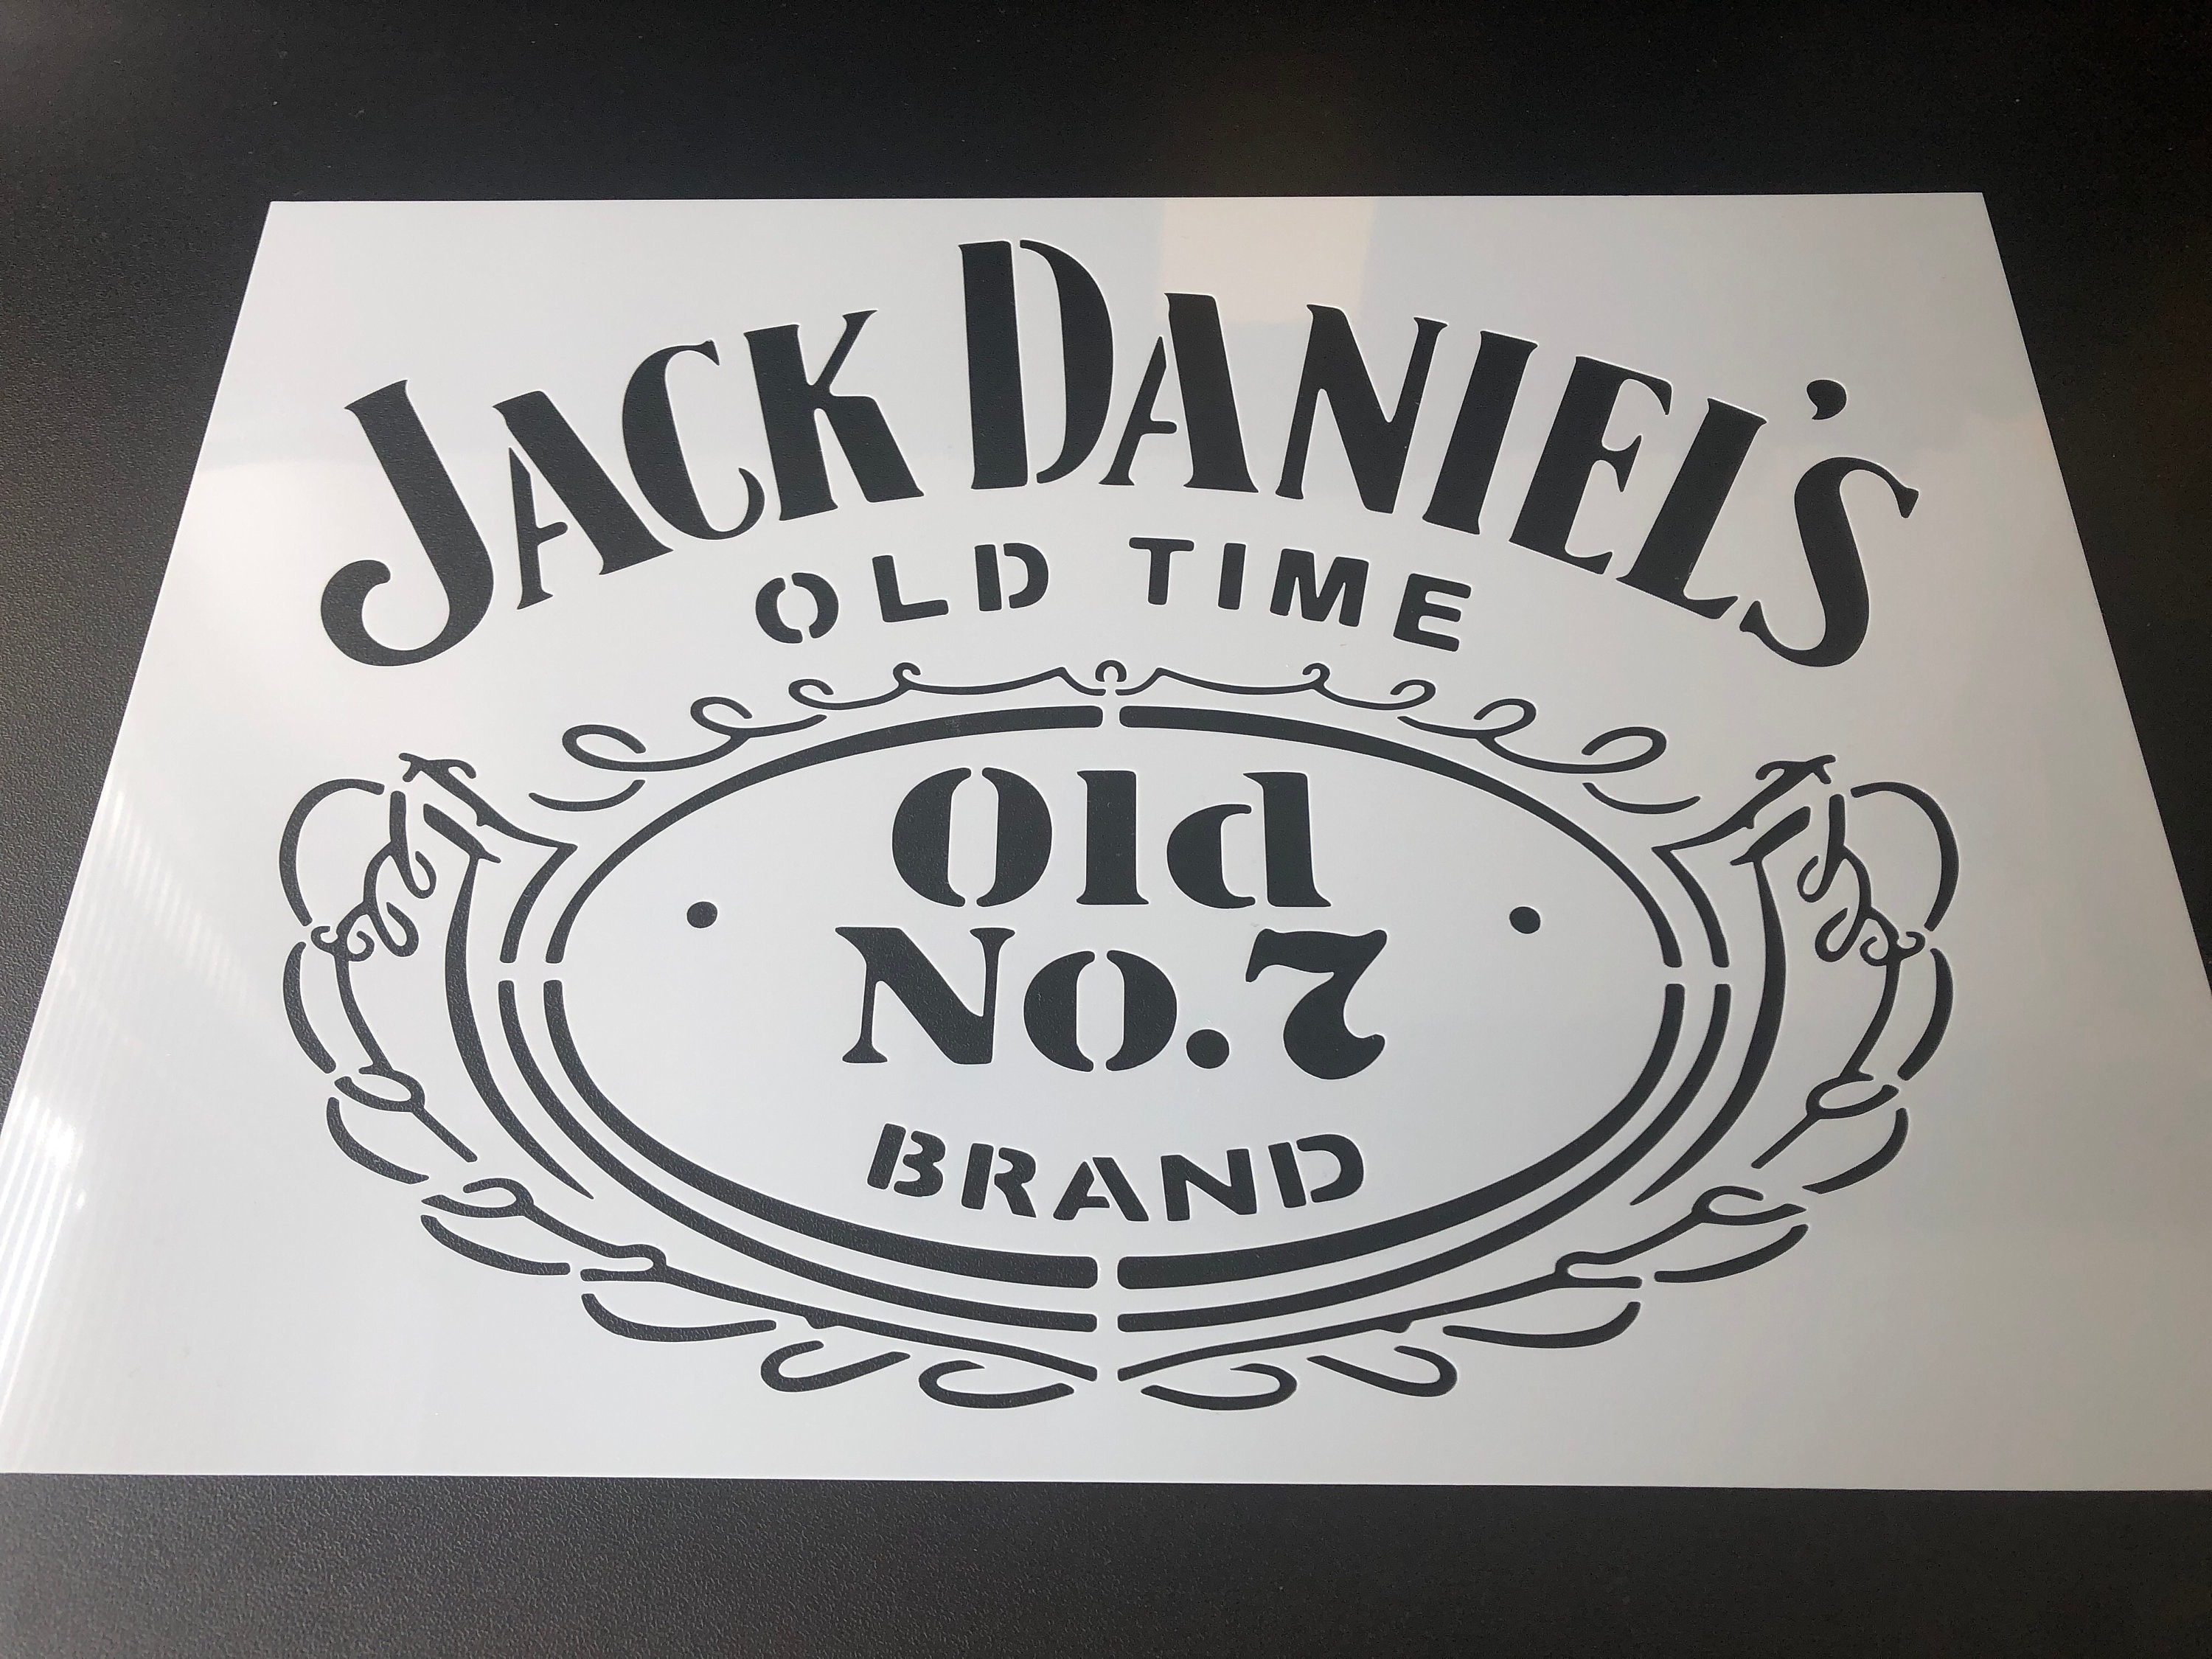 JACK DANIEL'S
OLD TIME
Old
No.7
BRAND